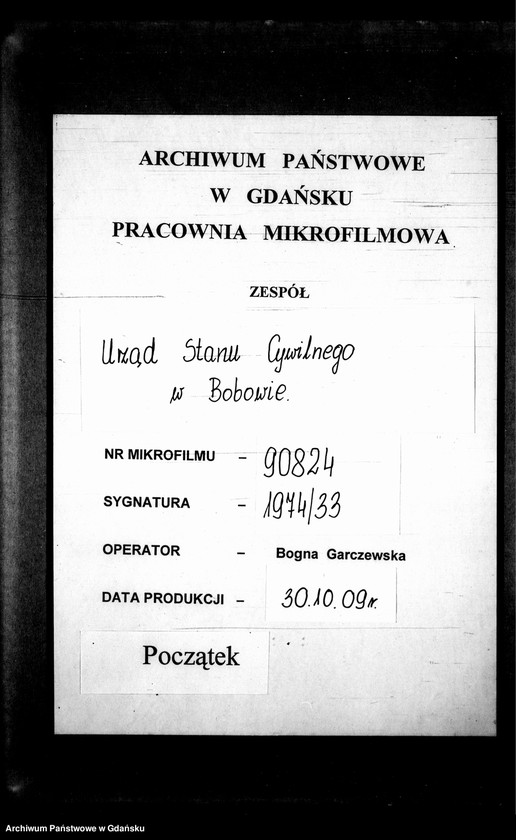 ARCHIWUM PAŃSTWOWE
W GDAŃSKU
PRACOWNIA MIKROFILMOWA
ZESPÓŁ
Urząd Stanu Cywilnego
w Bobowie.
NR MIKROFILMU – 90824
SYGNATURA – 1974/33
OPERATOR – Bogna Garczewska
DATA PRODUKCJI – 30.10.09r.
Początek
Archiwum Państwowe w Gdańsku